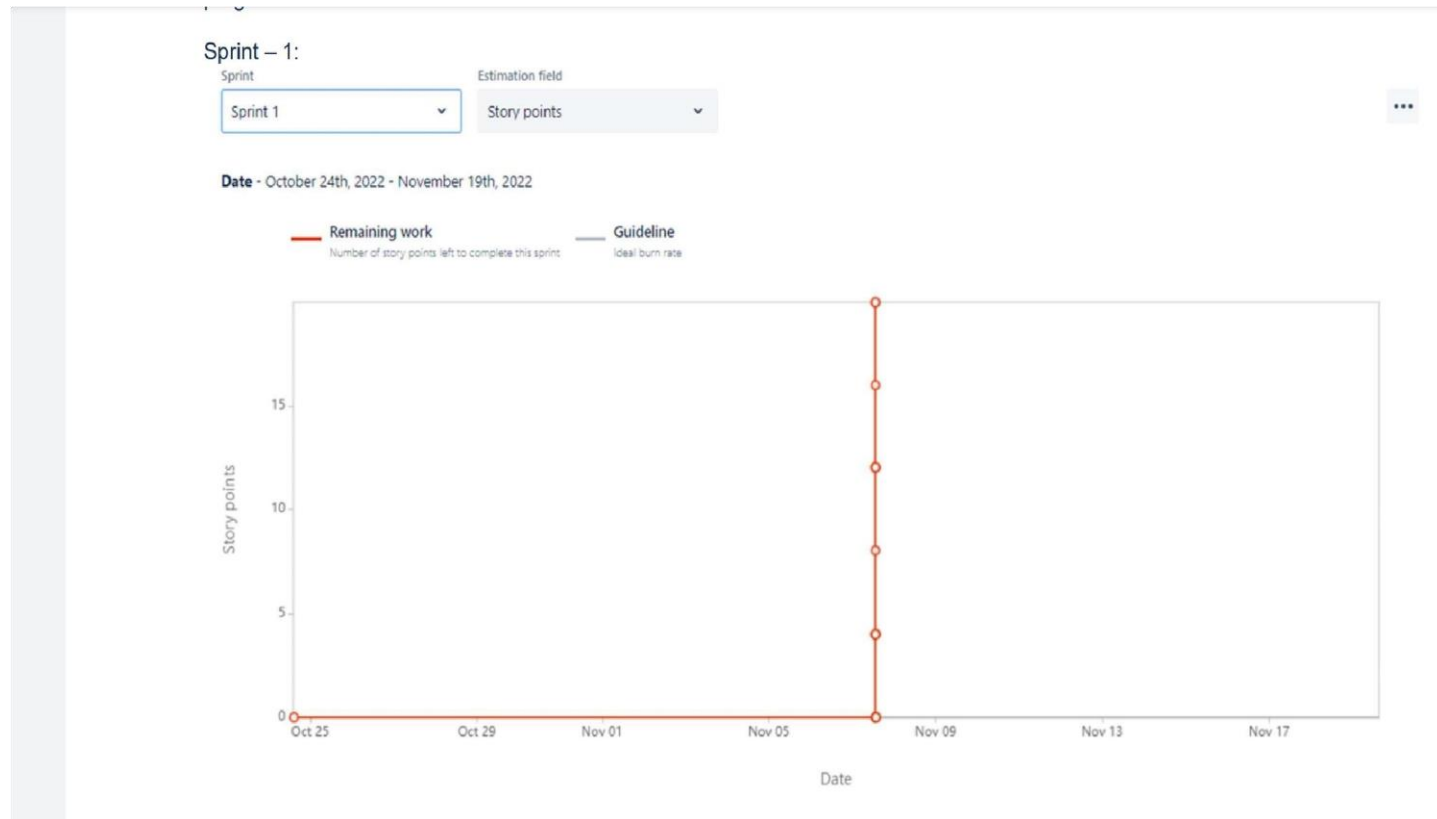 Sprint – 1:
Sprint Estimation field
Sprint 1 Story points
Date - October 24th, 2022 - November 19th, 2022
Remaining work Guideline
Number of story points left to complete this sprint Ideal burn rate
15
10
5
0
Story points
Oct 25 Oct 29 Nov 01 Nov 05 Nov 09 Nov 13 Nov 17
Date